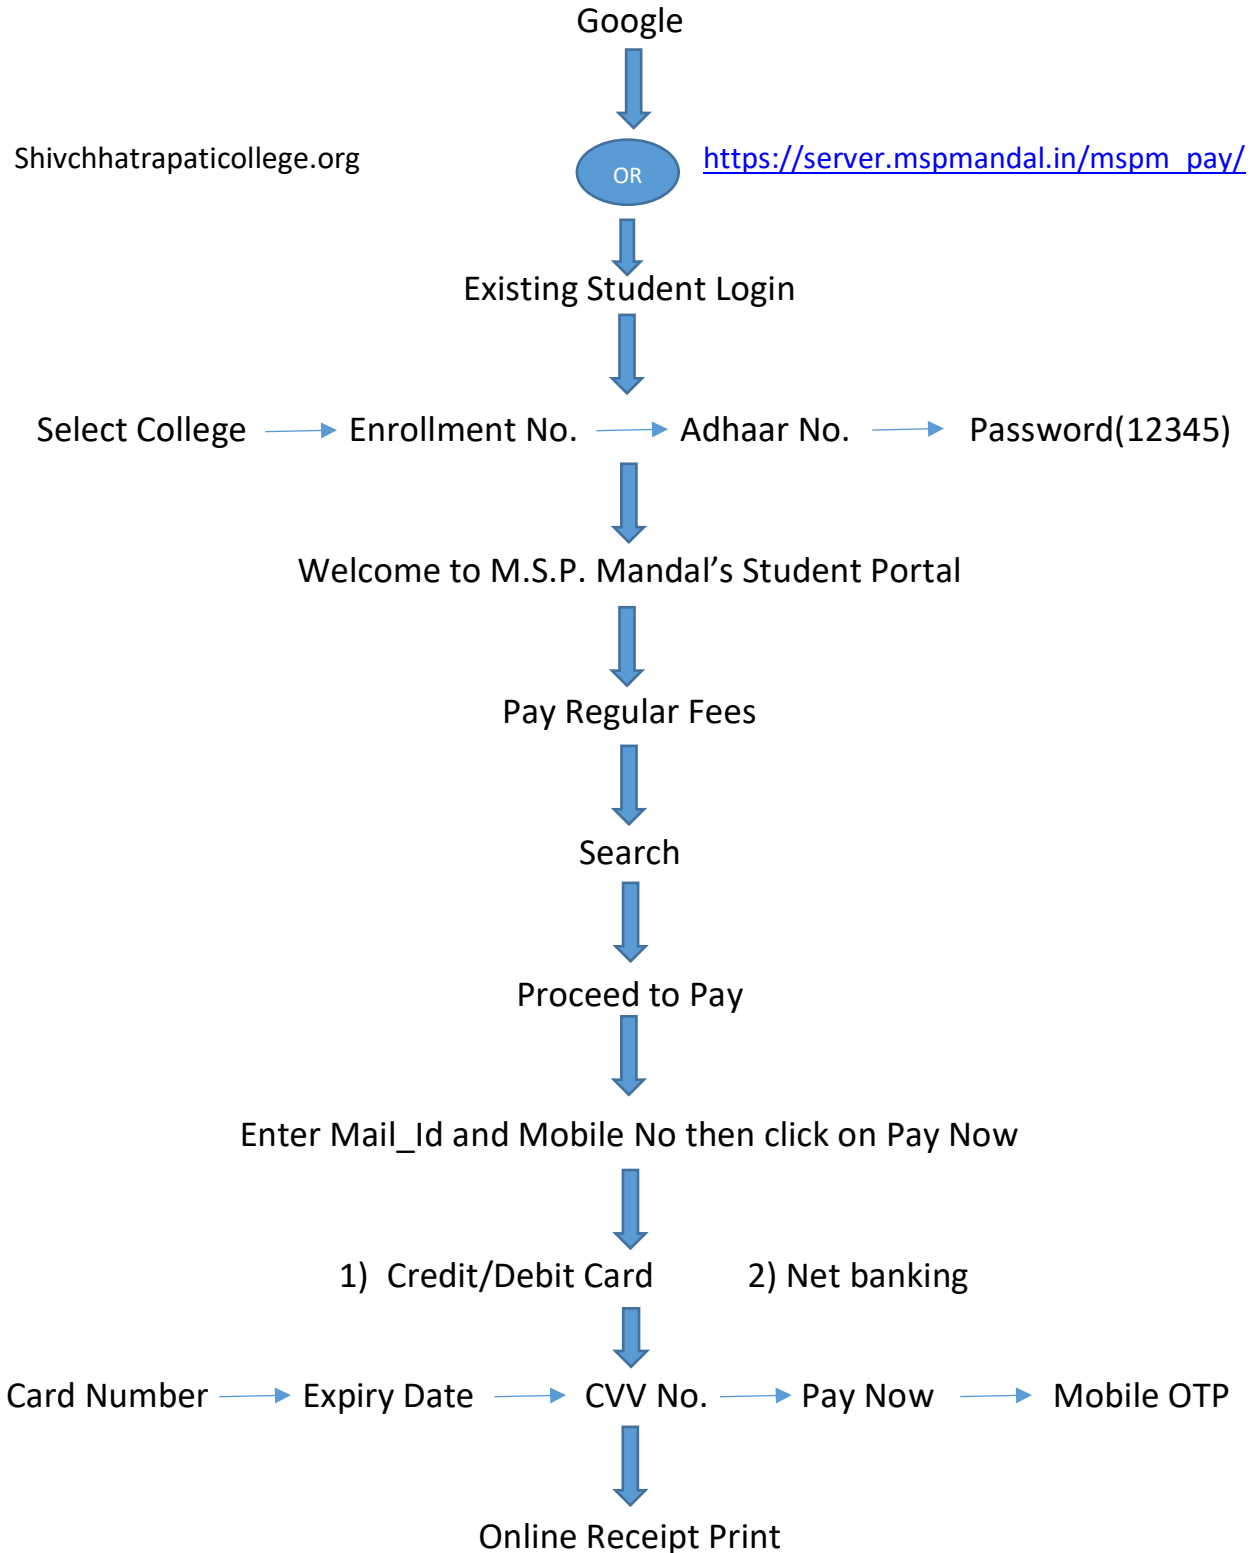 Google
Shivchhatrapaticollege.org OR https://server.mspmandal.in/mspm_pay/
Existing Student Login
Select College Enrollment No. Adhaar No. Password(12345)
Welcome to M.S.P. Mandal’s Student Portal
Pay Regular Fees
Search
Proceed to Pay
Enter Mail_Id and Mobile No then click on Pay Now
1) Credit/Debit Card 2) Net banking
Card Number Expiry Date CVV No. Pay Now Mobile OTP
Online Receipt Print